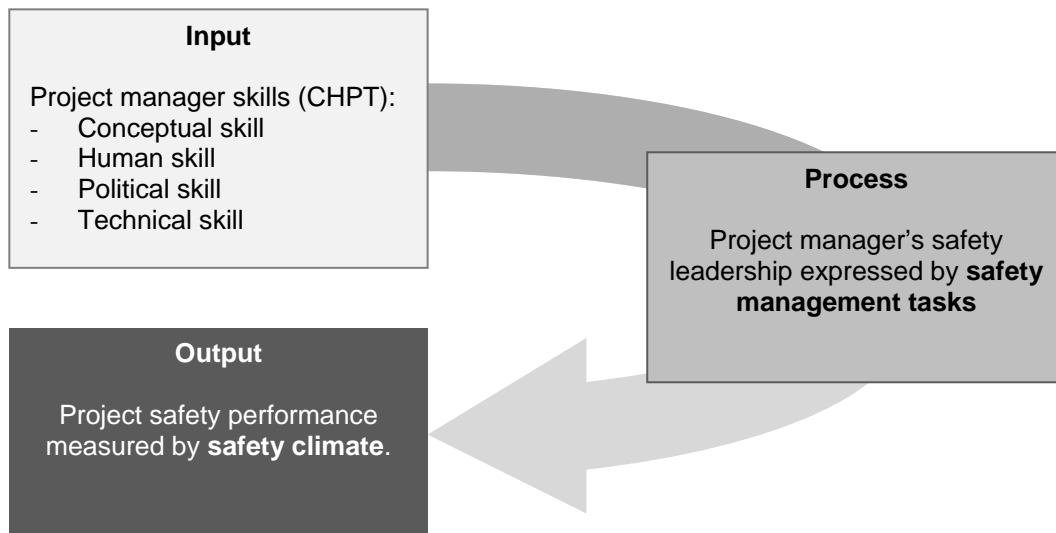 Input
Project manager skills (CHPT):
- Conceptual skill
- Human skill
- Political skill
- Technical skill
Process
Project manager’s safety
leadership expressed by safety
management tasks
Output
Project safety performance
measured by safety climate.